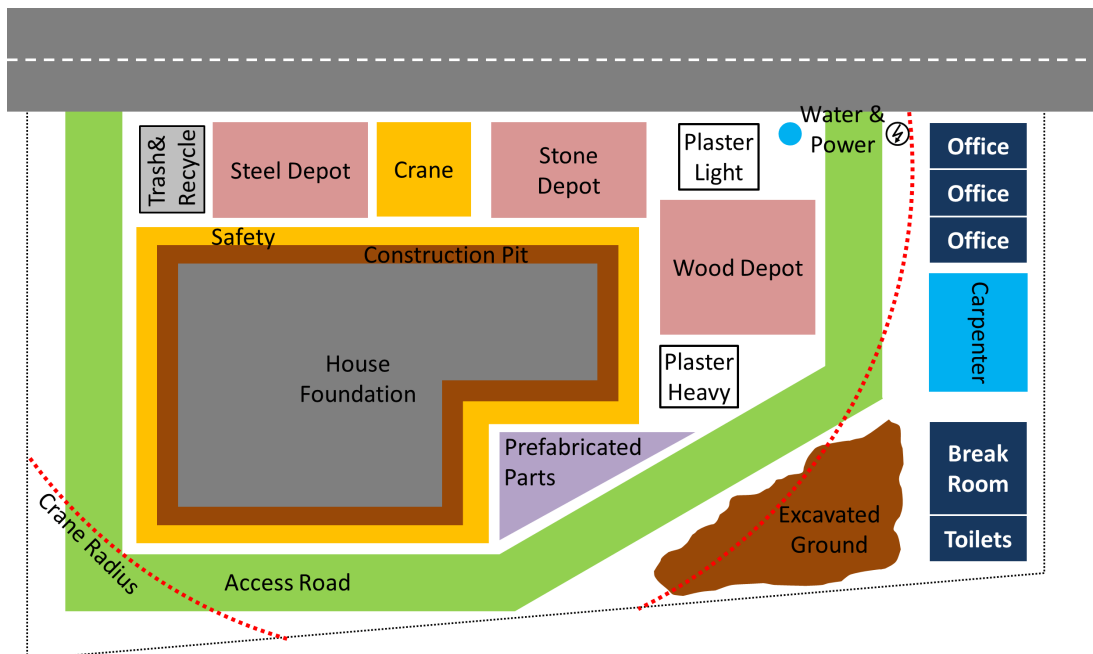 Water &
Power
Trash&
Recycle
Steel Depot
Crane
Stone
Depot
Plaster
Light
Office
Office
Office
Safety
Construction Pit
Wood Depot
Carpenter
House
Foundation
Plaster
Heavy
Prefabricated
Parts
Break
Room
Excavated
Ground
Toilets
Crane Radius
Access Road